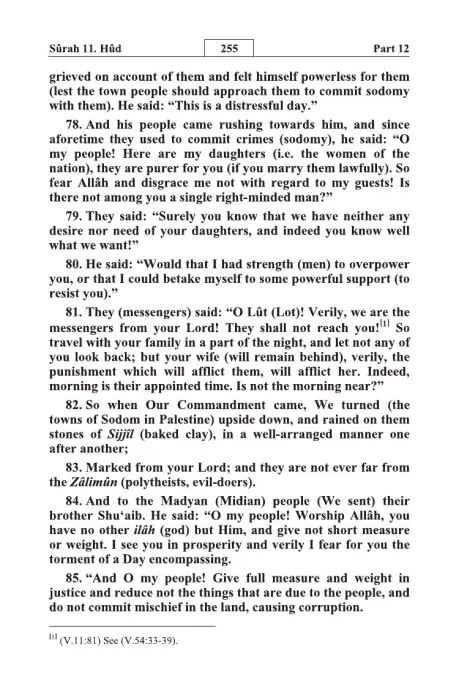 Sûrah 11. Hûd 255 Part 12
grieved on account of them and felt himself powerless for them
(lest the town people should approach them to commit sodomy
with them). He said: “This is a distressful day.”
78. And his people came rushing towards him, and since
aforetime they used to commit crimes (sodomy), he said: “O
my people! Here are my daughters (i.e. the women of the
nation), they are purer for you (if you marry them lawfully). So
fear Allâh and disgrace me not with regard to my guests! Is
there not among you a single right-minded man?”
79. They said: “Surely you know that we have neither any
desire nor need of your daughters, and indeed you know well
what we want!”
80. He said: “Would that I had strength (men) to overpower
you, or that I could betake myself to some powerful support (to
resist you).”
81. They (messengers) said: “O Lût (Lot)! Verily, we are the
messengers from your Lord! They shall not reach you![1] So
travel with your family in a part of the night, and let not any of
you look back; but your wife (will remain behind), verily, the
punishment which will afflict them, will afflict her. Indeed,
morning is their appointed time. Is not the morning near?”
82. So when Our Commandment came, We turned (the
towns of Sodom in Palestine) upside down, and rained on them
stones of Sijjîl (baked clay), in a well-arranged manner one
after another;
83. Marked from your Lord; and they are not ever far from
the Zâlimûn (polytheists, evil-doers).
84. And to the Madyan (Midian) people (We sent) their
brother Shu‘aib. He said: “O my people! Worship Allâh, you
have no other ilâh (god) but Him, and give not short measure
or weight. I see you in prosperity and verily I fear for you the
torment of a Day encompassing.
85. “And O my people! Give full measure and weight in
justice and reduce not the things that are due to the people, and
do not commit mischief in the land, causing corruption.
[1] (V.11:81) See (V.54:33-39).